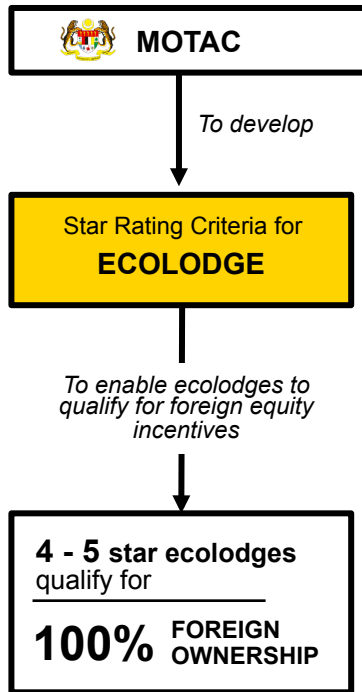 MOTAC
To develop
Star Rating Criteria for
ECOLODGE
To enable ecolodges to
qualify for foreign equity
incentives
4 - 5 star ecolodges
qualify for
100% FOREIGN
OWNERSHIP